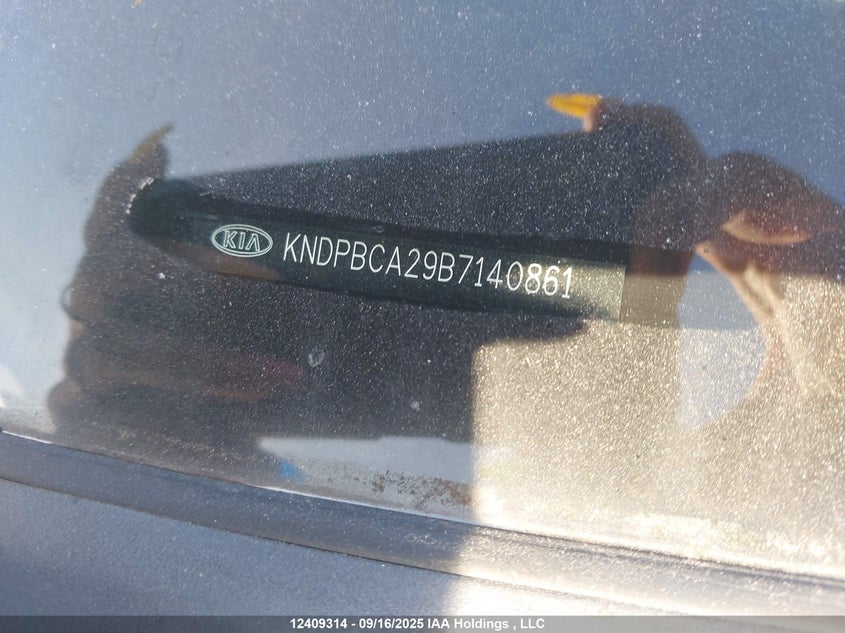 KIA KNDPBCA29B7140861
12409314 - 09/16/2025 IAA Holdings , LLC